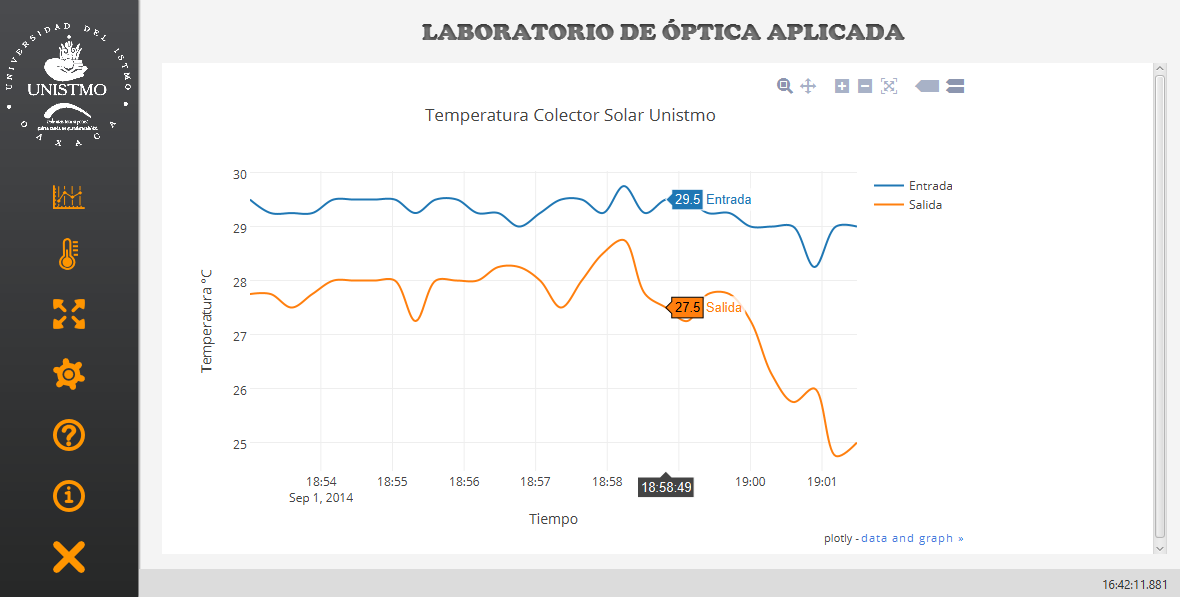 UNIVERSIDAD DEL ISTMO
UNISTMO
OAXACA
LABORATORIO DE ÓPTICA APLICADA
Temperatura Colector Solar Unistmo
30
29
28
27
26
25
Temperatura °C
29.5 Entrada
27.5 Salida
Entrada
Salida
18:54
18:55
18:56
18:57
18:58
18:58:49
19:00
19:01
Sep 1, 2014
Tiempo
plotly - data and graph »
16:42:11.881